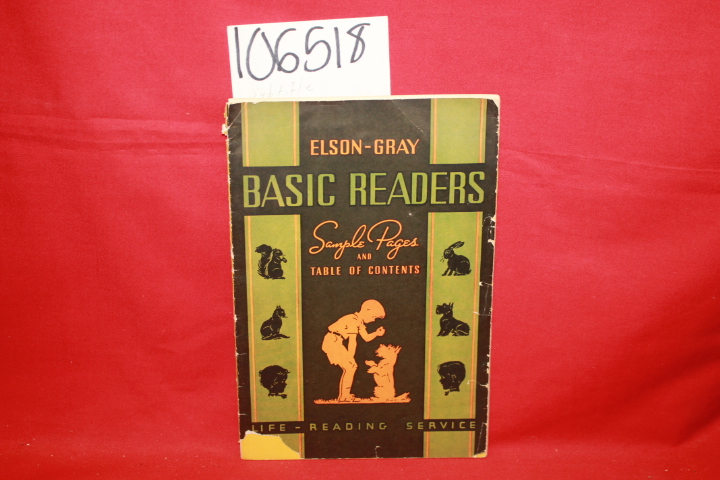 106518
ELSON-GRAY
BASIC READERS
Sample Pages
AND
TABLE OF CONTENTS
LIFE - READING SERVICE